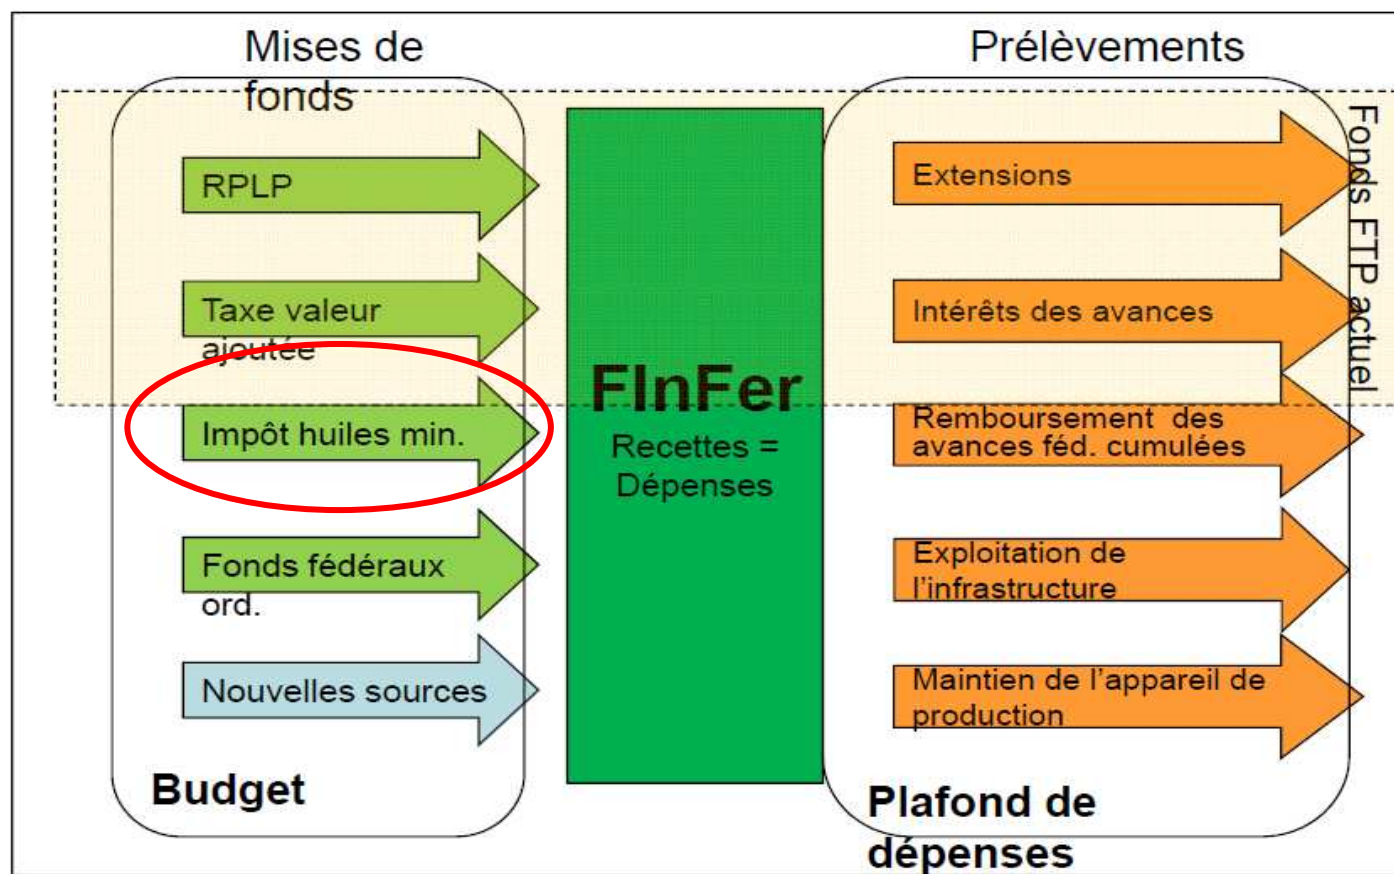 Mises de
fonds
RPLP
Taxe valeur
ajoutée
Impôt huiles min.
Fonds fédéraux
ord.
Nouvelles sources
Budget
FInFer
Recettes =
Dépenses
Prélèvements
Extensions
Intérêts des avances
Remboursement des
avances féd. cumulées
Exploitation de
l'infrastructure
Maintien de l'appareil de
production
Plafond de
dépenses
Fonds FTP actuel